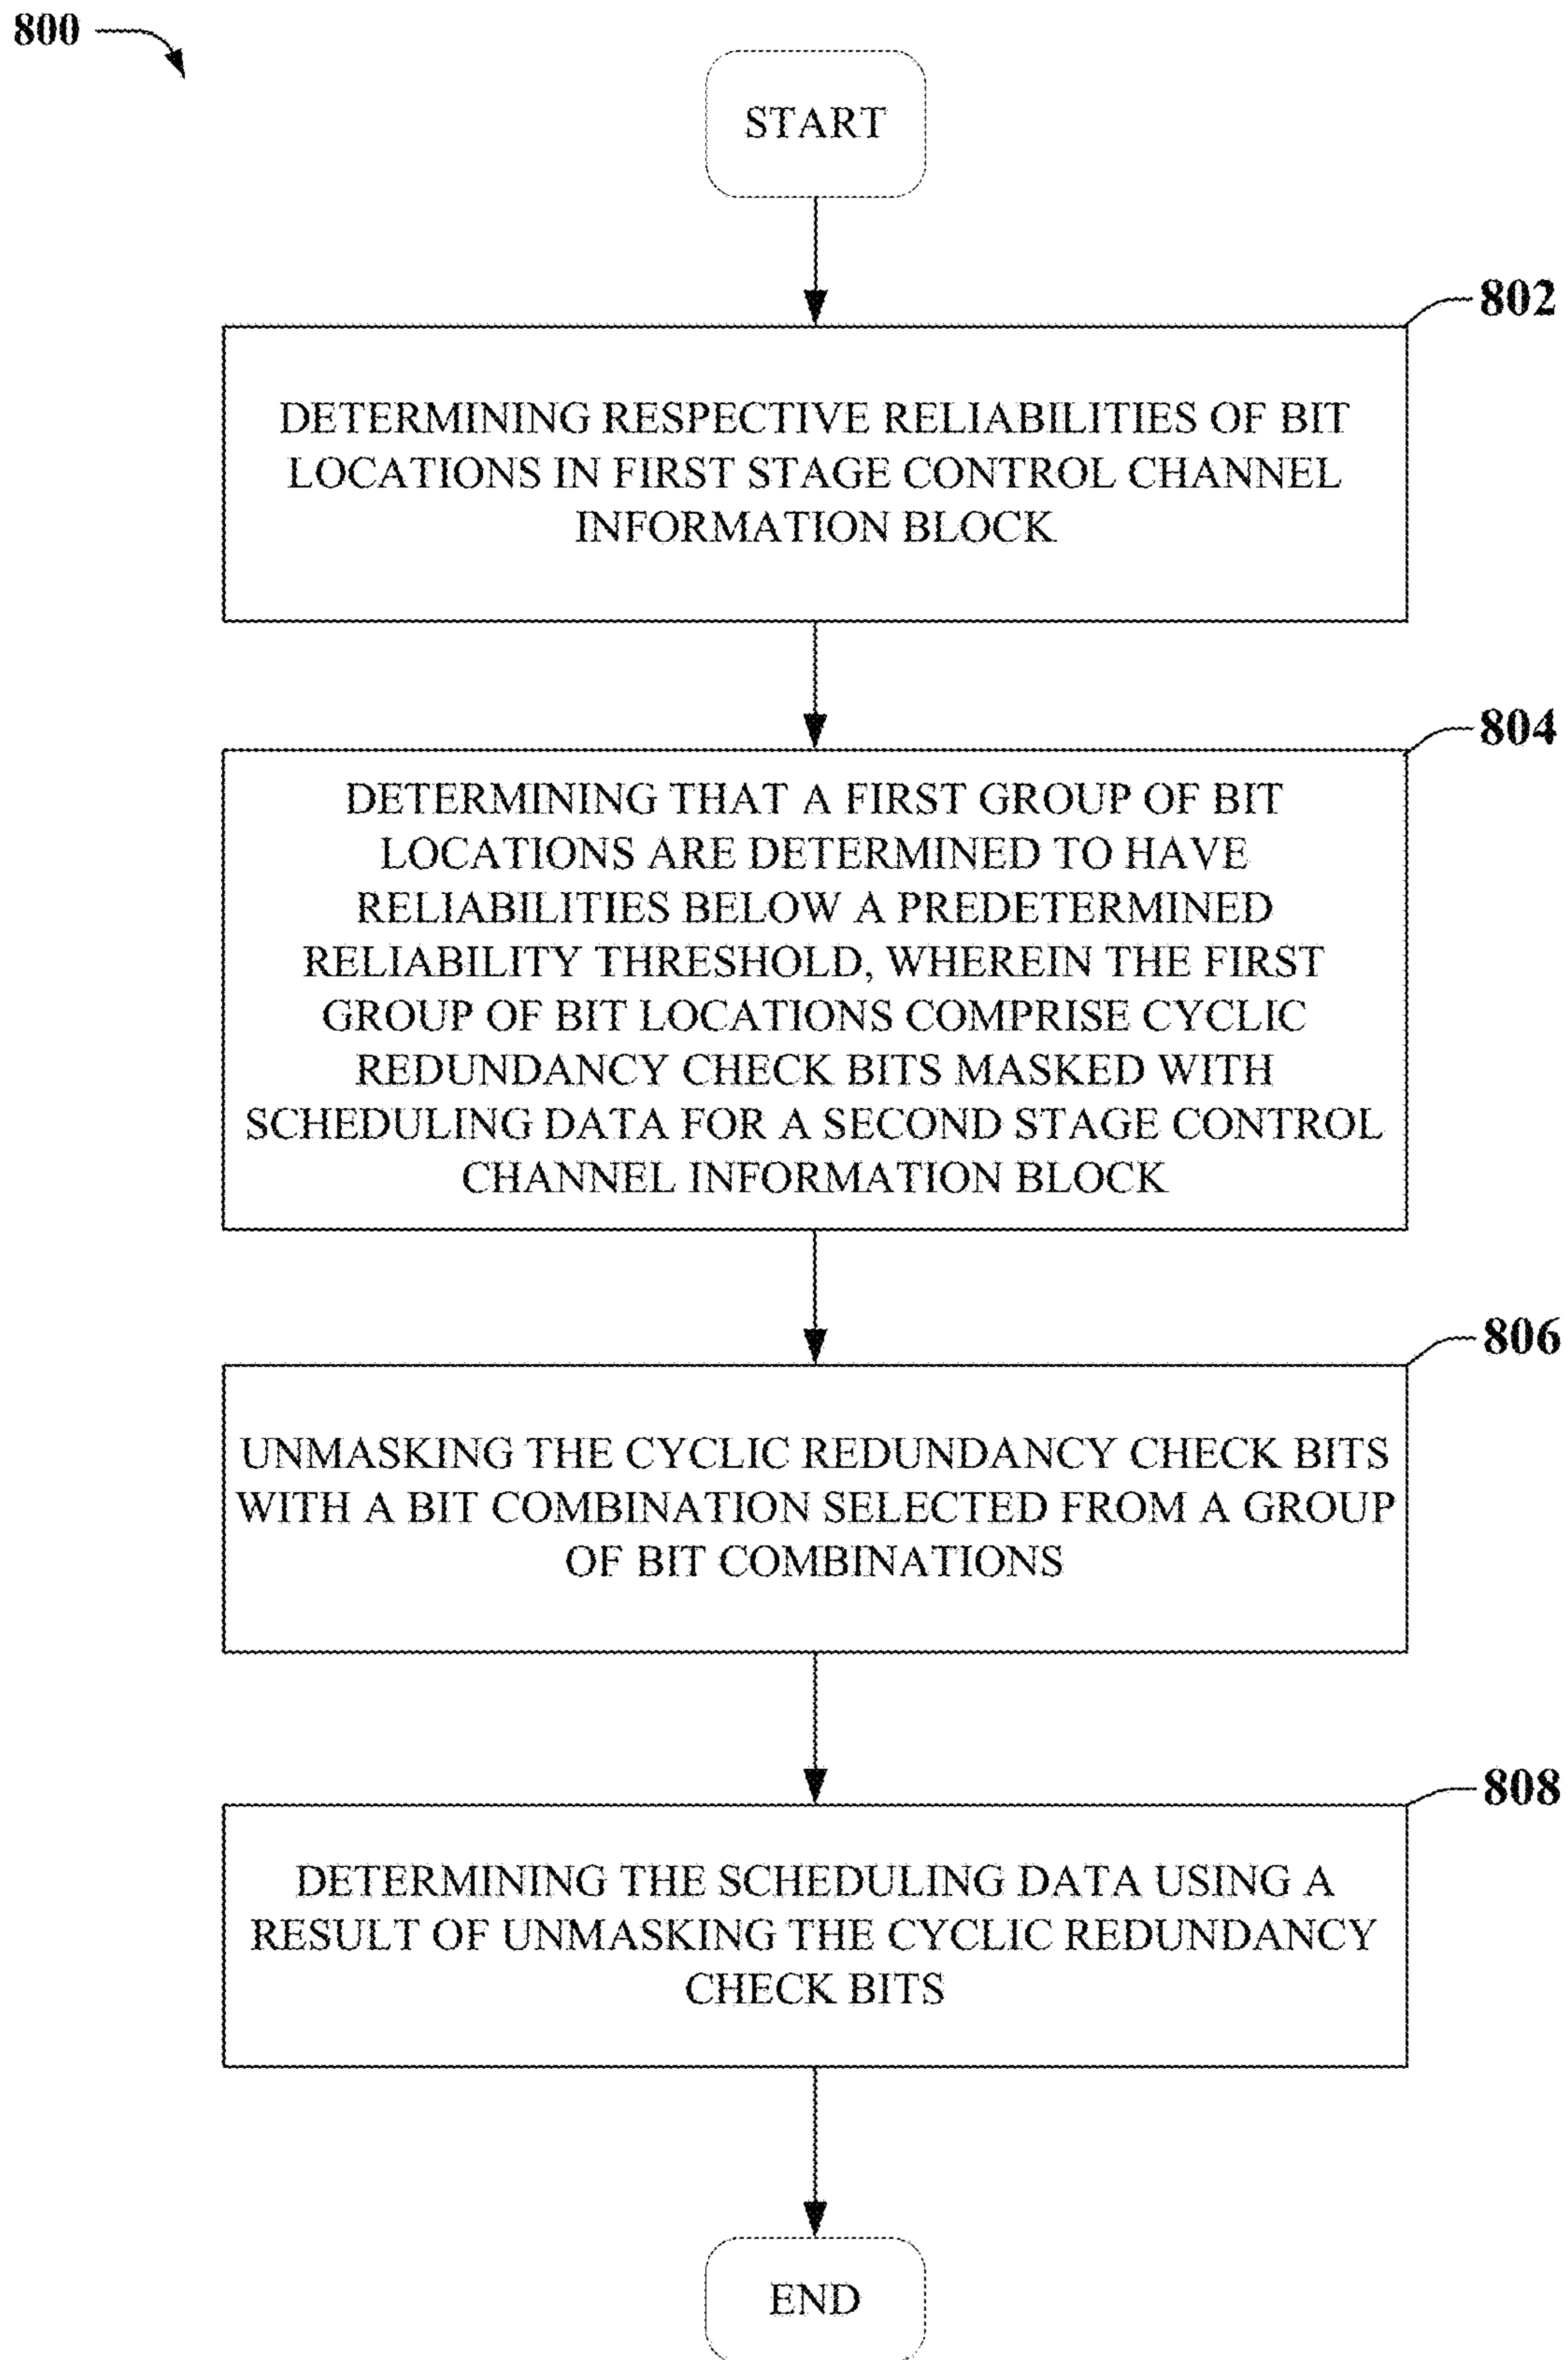 800
START
802
DETERMINING RESPECTIVE RELIABILITIES OF BIT
LOCATIONS IN FIRST STAGE CONTROL CHANNEL
INFORMATION BLOCK
804
DETERMINING THAT A FIRST GROUP OF BIT
LOCATIONS ARE DETERMINED TO HAVE
RELIABILITIES BELOW A PREDETERMINED
RELIABILITY THRESHOLD, WHEREIN THE FIRST
GROUP OF BIT LOCATIONS COMPRISE CYCLIC
REDUNDANCY CHECK BITS MASKED WITH
SCHEDULING DATA FOR A SECOND STAGE CONTROL
CHANNEL INFORMATION BLOCK
806
UNMASKING THE CYCLIC REDUNDANCY CHECK BITS
WITH A BIT COMBINATION SELECTED FROM A GROUP
OF BIT COMBINATIONS
808
DETERMINING THE SCHEDULING DATA USING A
RESULT OF UNMASKING THE CYCLIC REDUNDANCY
CHECK BITS
END